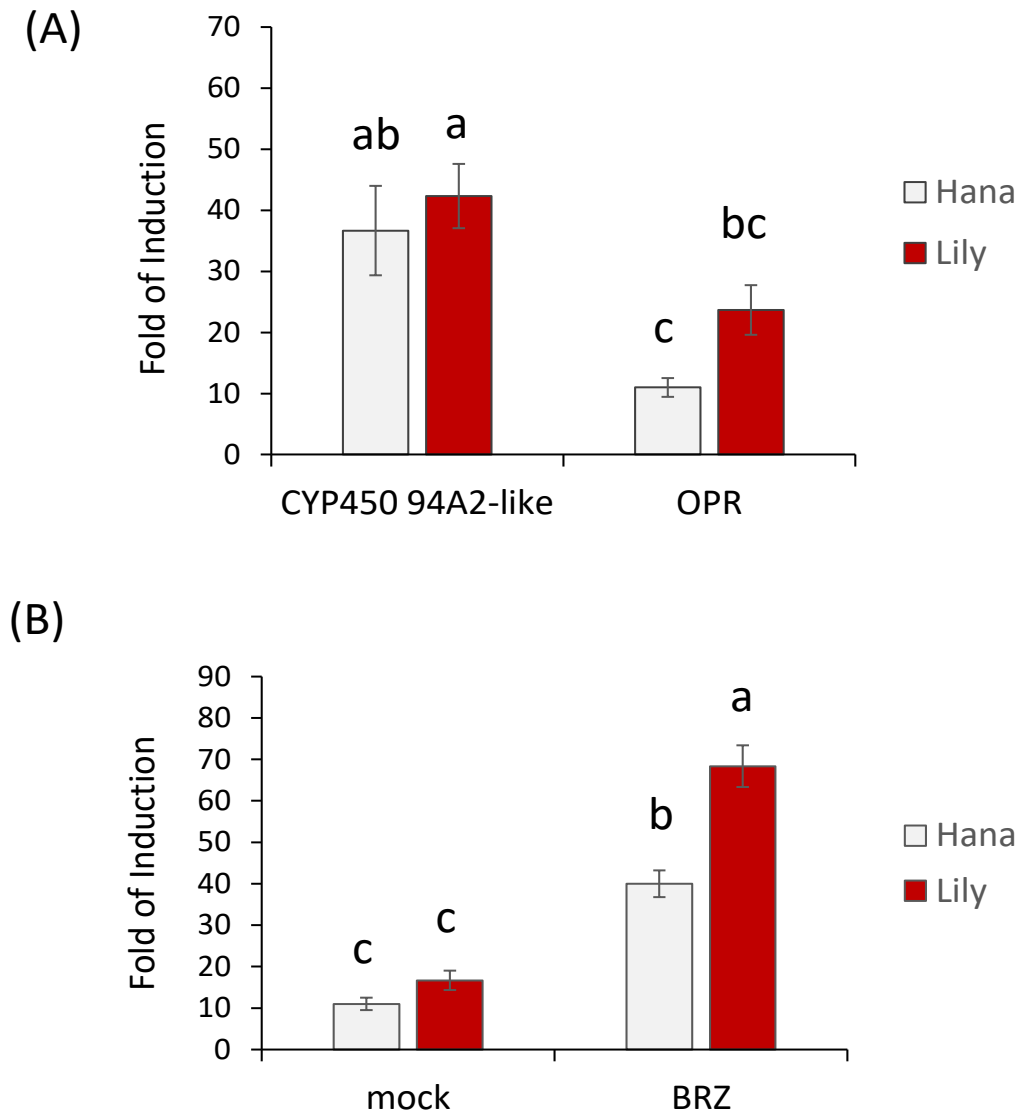 (A)
70
60
50
40
30
20
10
0
Fold of Induction
ab
a
c
bc
CYP450 94A2-like
OPR
Hana
Lily
(B)
90
80
70
60
50
40
30
20
10
0
Fold of Induction
c
c
b
a
mock
BRZ
Hana
Lily